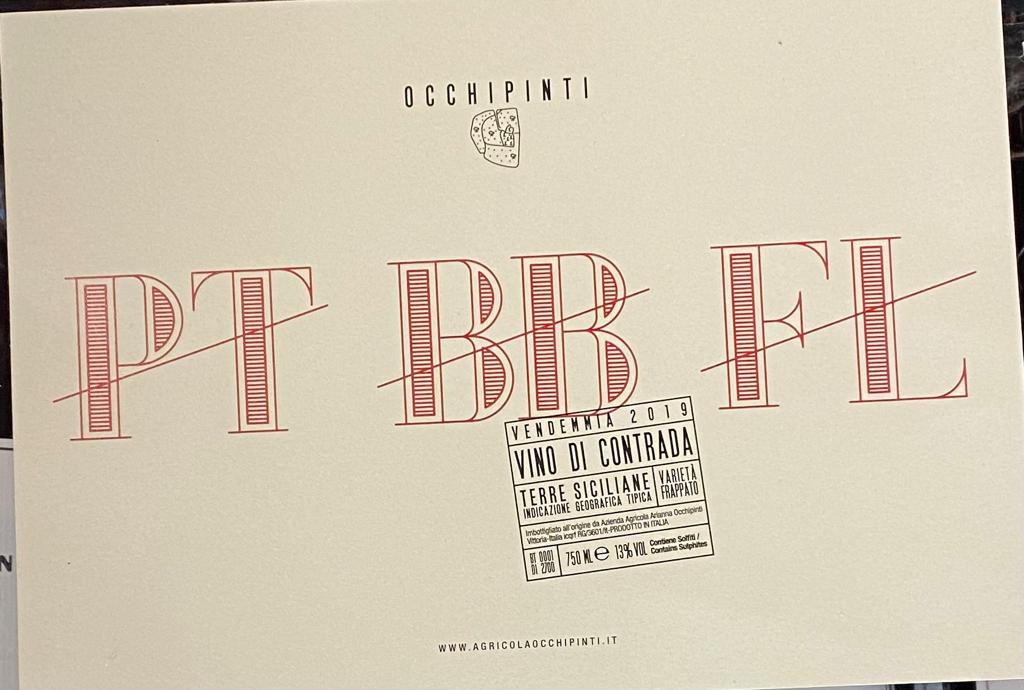 OCCHIPINTI
PT BB FL
VENDEMMIA 2019
VINO DI CONTRADA
TERRE SICILIANE
INDICAZIONE GEOGRAFICA TIPICA
VARIETÀ
FRAPPATO
Imbottigliato all'origine da Azienda Agricola Arianna Occhipinti
Vittoria-Italia icqrf RG/3601/It-PRODOTTO IN ITALIA
BT 0001
DI 2700
750 ML e 13% VOL
Contiene Solfiti /
Contains Sulphites
WWW.AGRICOLAOCCHIPINTI.IT
N